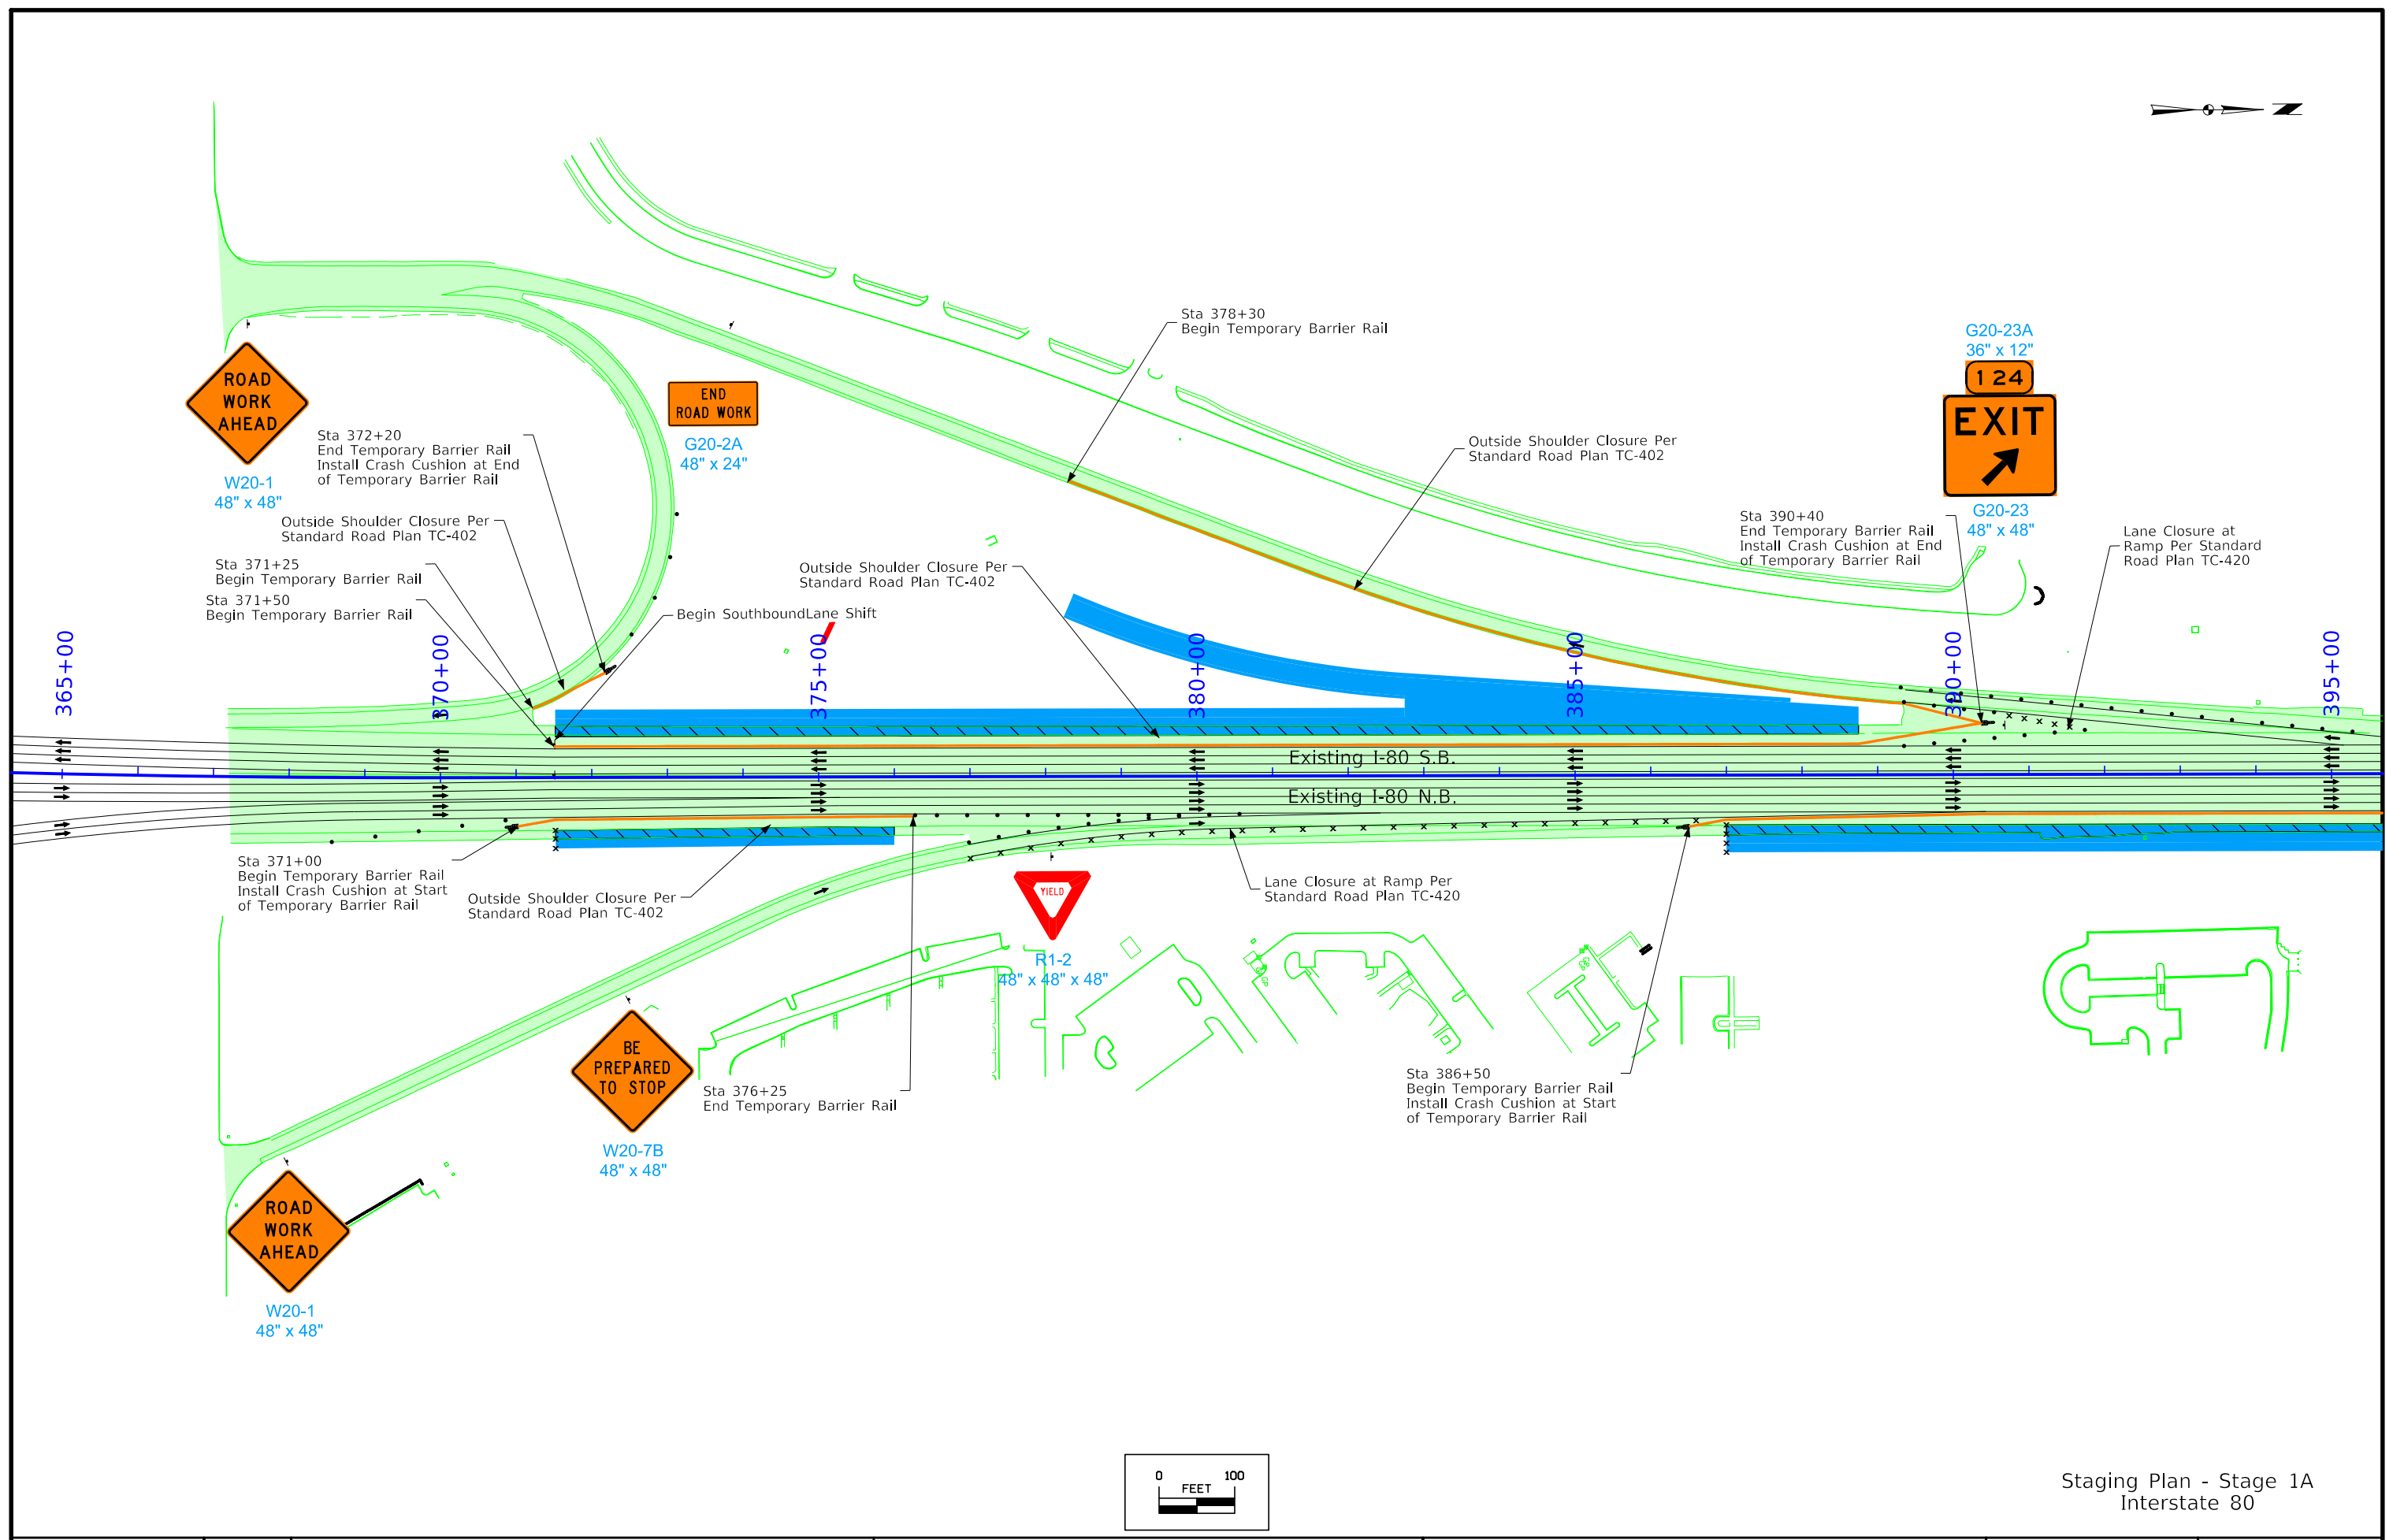 Sta 378+30
Begin Temporary Barrier Rail
G20-23A
36" x 12"
124
EXIT
G20-23
48" x 48"
ROAD
WORK
AHEAD
W20-1
48" x 48"
END
ROAD WORK
G20-2A
48" x 24"
Sta 372+20
End Temporary Barrier Rail
Install Crash Cushion at End
of Temporary Barrier Rail
Outside Shoulder Closure Per
Standard Road Plan TC-402
Outside Shoulder Closure Per
Standard Road Plan TC-402
Sta 371+25
Begin Temporary Barrier Rail
Sta 371+50
Begin Temporary Barrier Rail
Outside Shoulder Closure Per
Standard Road Plan TC-402
Begin SouthboundLane Shift
Sta 390+40
End Temporary Barrier Rail
Install Crash Cushion at End
of Temporary Barrier Rail
Lane Closure at
Ramp Per Standard
Road Plan TC-420
365+00
370+00
375+00
380+00
385+00
390+00
395+00
Existing I-80 S.B.
Existing I-80 N.B.
Sta 371+00
Begin Temporary Barrier Rail
Install Crash Cushion at Start
of Temporary Barrier Rail
Outside Shoulder Closure Per
Standard Road Plan TC-402
YIELD
R1-2
48" x 48" x 48"
Lane Closure at Ramp Per
Standard Road Plan TC-420
BE
PREPARED
TO STOP
W20-7B
48" x 48"
Sta 376+25
End Temporary Barrier Rail
Sta 386+50
Begin Temporary Barrier Rail
Install Crash Cushion at Start
of Temporary Barrier Rail
ROAD
WORK
AHEAD
W20-1
48" x 48"
0 100
FEET
Staging Plan - Stage 1A
Interstate 80